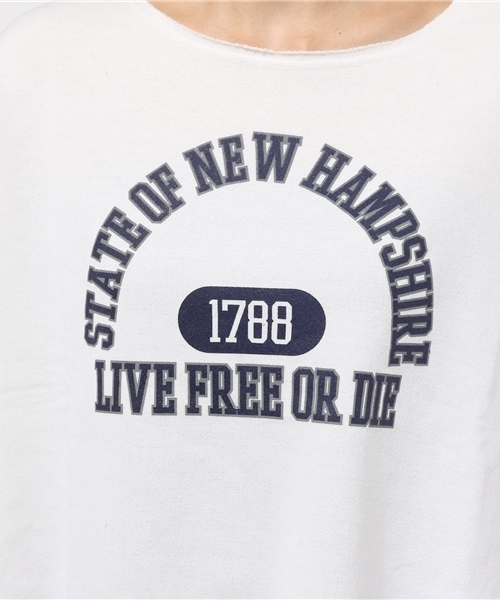 STATE OF NEW HAMPSHIRE
1788
LIVE FREE OR DIE